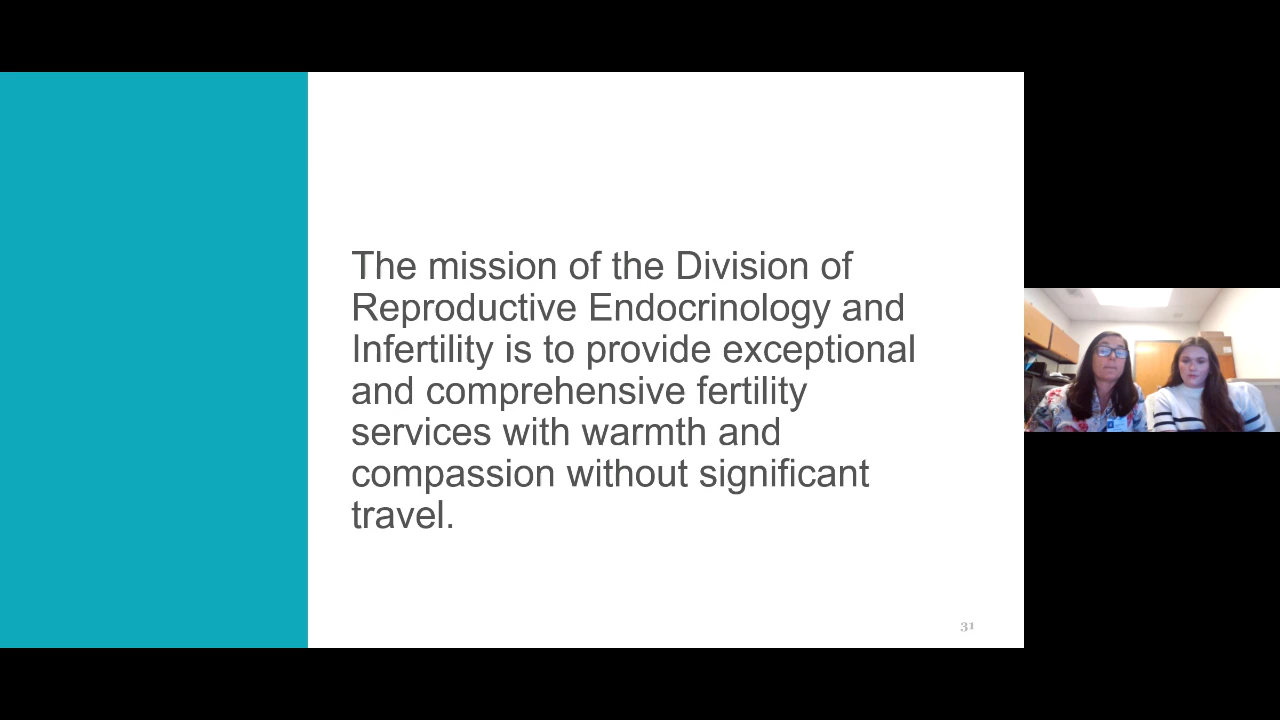 The mission of the Division of
Reproductive Endocrinology and
Infertility is to provide exceptional
and comprehensive fertility
services with warmth and
compassion without significant
travel.
31